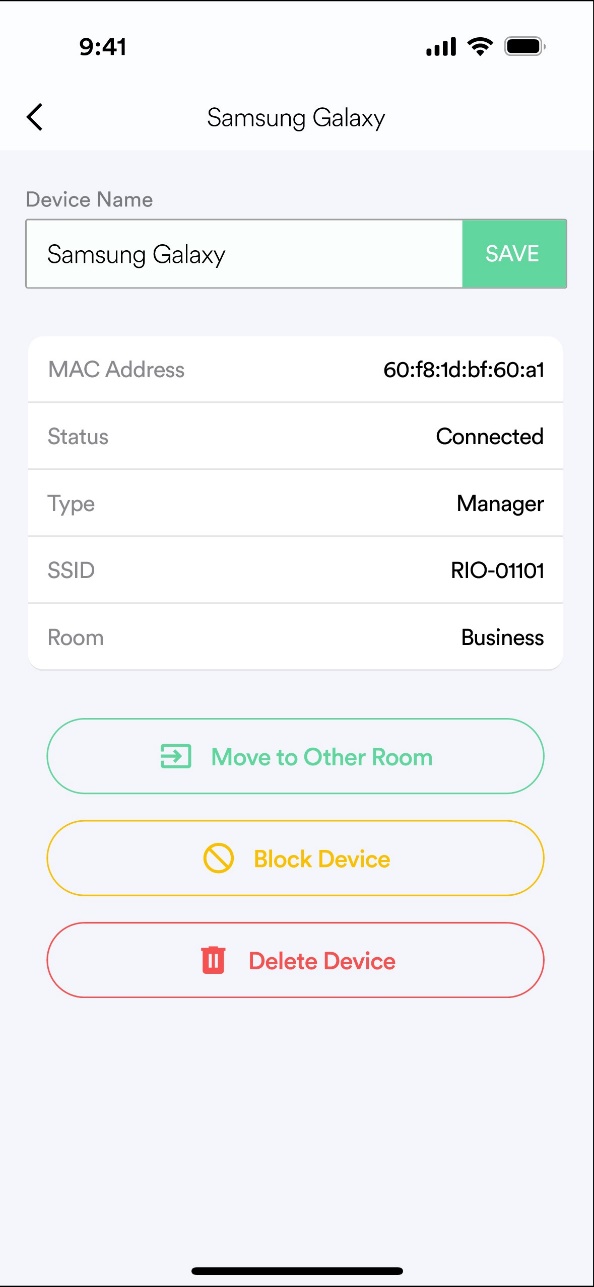 9:41
Samsung Galaxy
Device Name
Samsung Galaxy SAVE
MAC Address 60:f8:1d:bf:60:a1
Status Connected
Type Manager
SSID RIO-01101
Room Business
Move to Other Room
Block Device
Delete Device